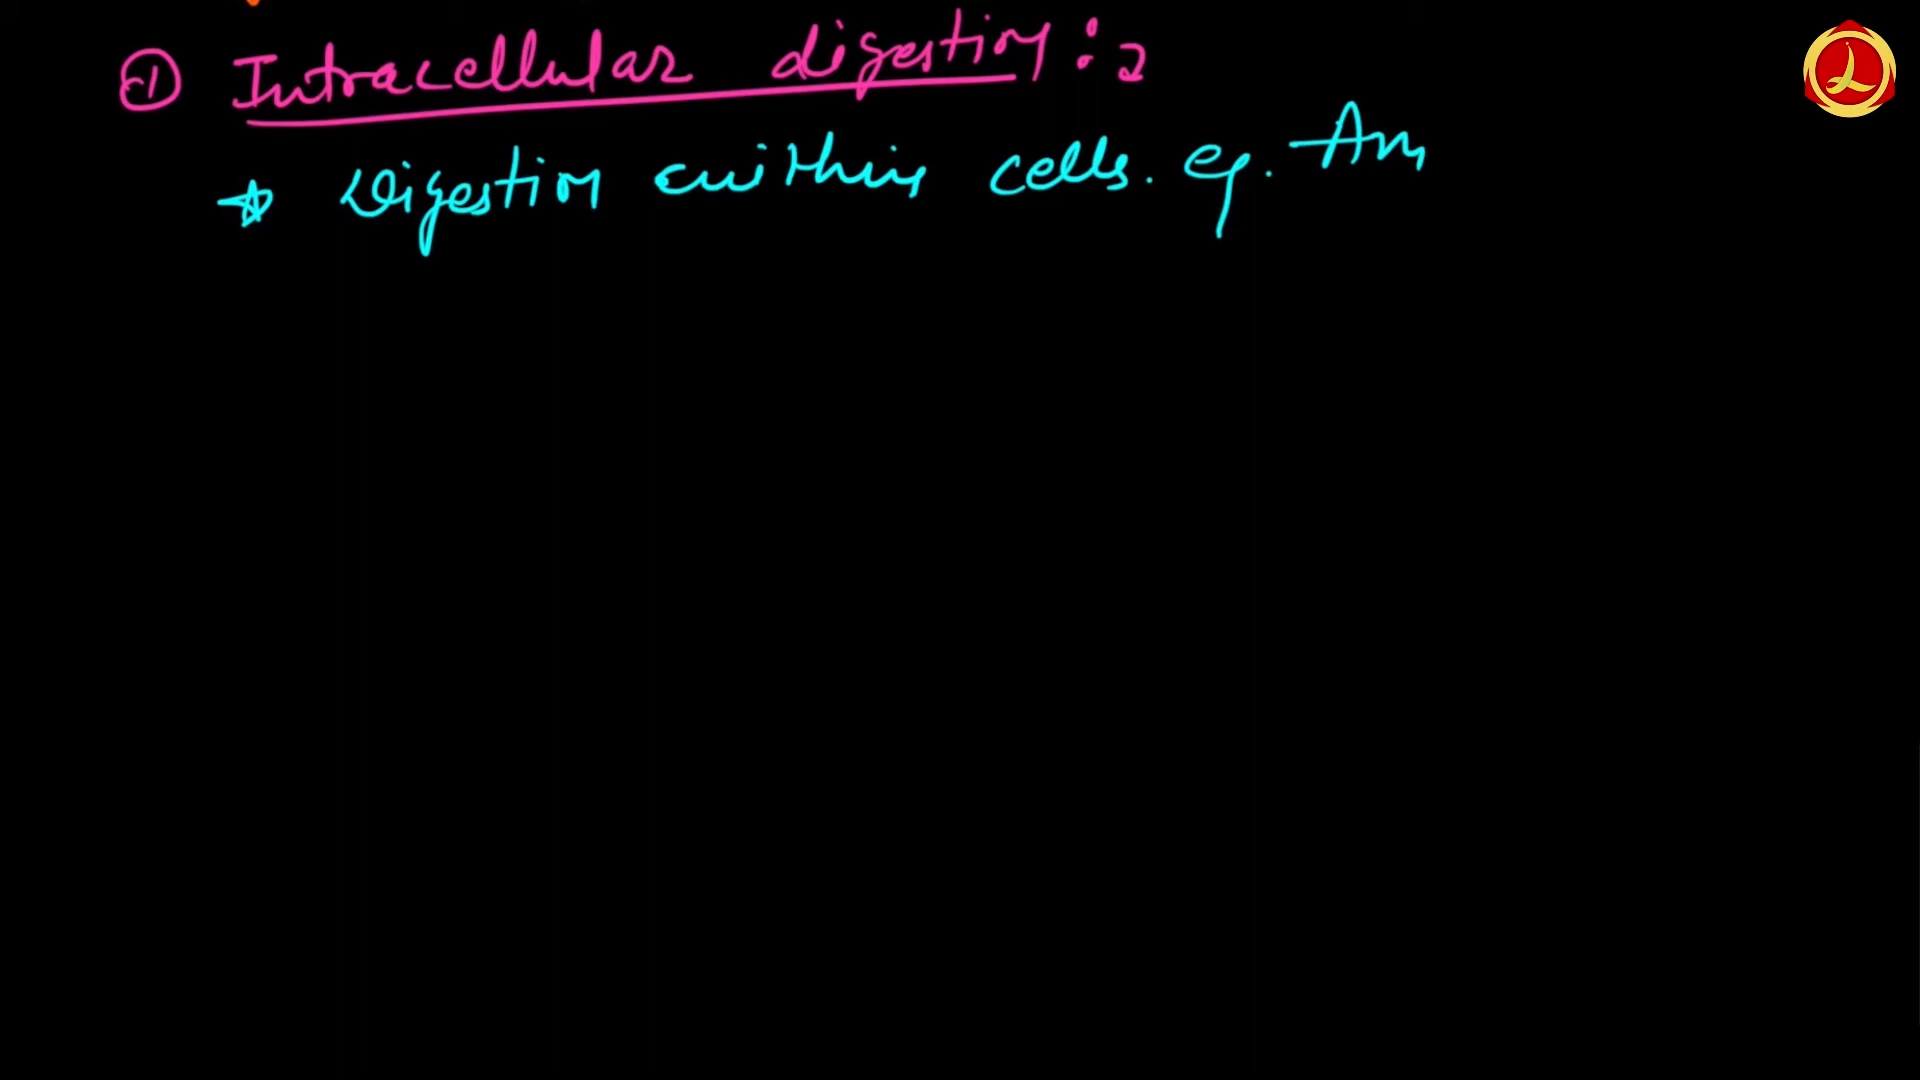 ① Intracellular digestion :-
☆ Digestion within cells. eg. Am